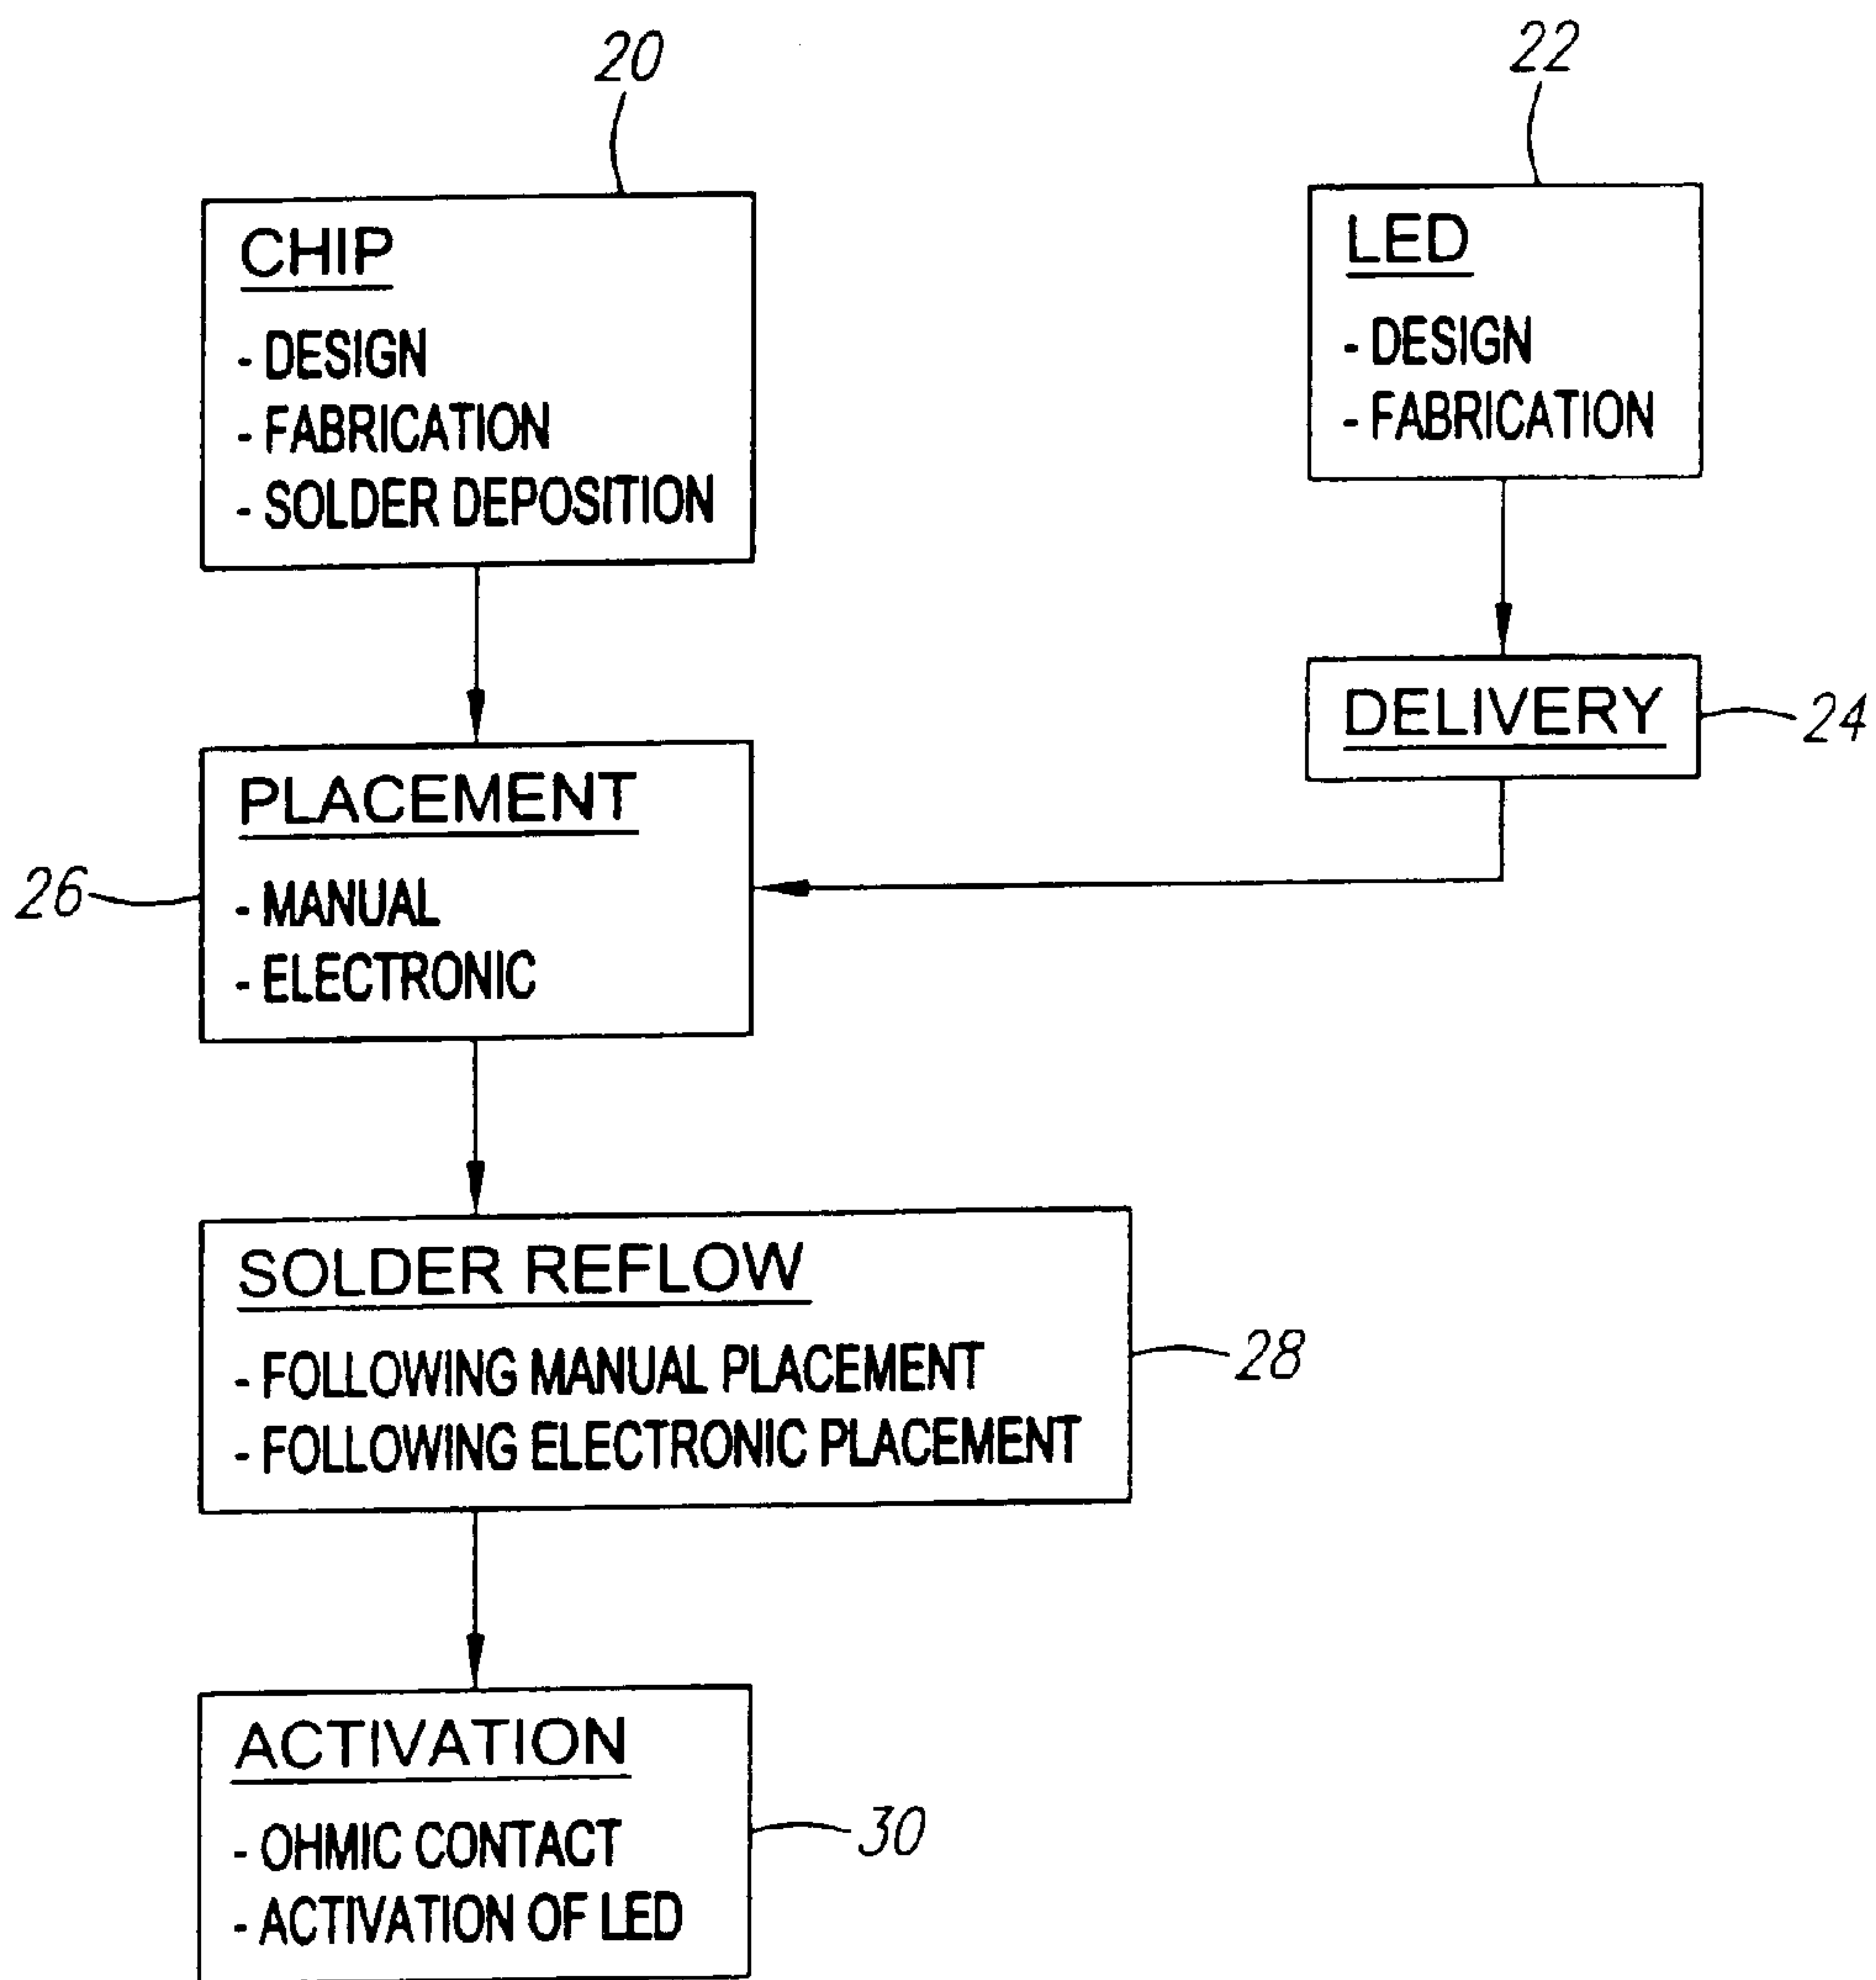 20
CHIP
- DESIGN
- FABRICATION
- SOLDER DEPOSITION
22
LED
- DESIGN
- FABRICATION
DELIVERY
24
PLACEMENT
- MANUAL
- ELECTRONIC
26
SOLDER REFLOW
- FOLLOWING MANUAL PLACEMENT
- FOLLOWING ELECTRONIC PLACEMENT
28
ACTIVATION
- OHMIC CONTACT
- ACTIVATION OF LED
30